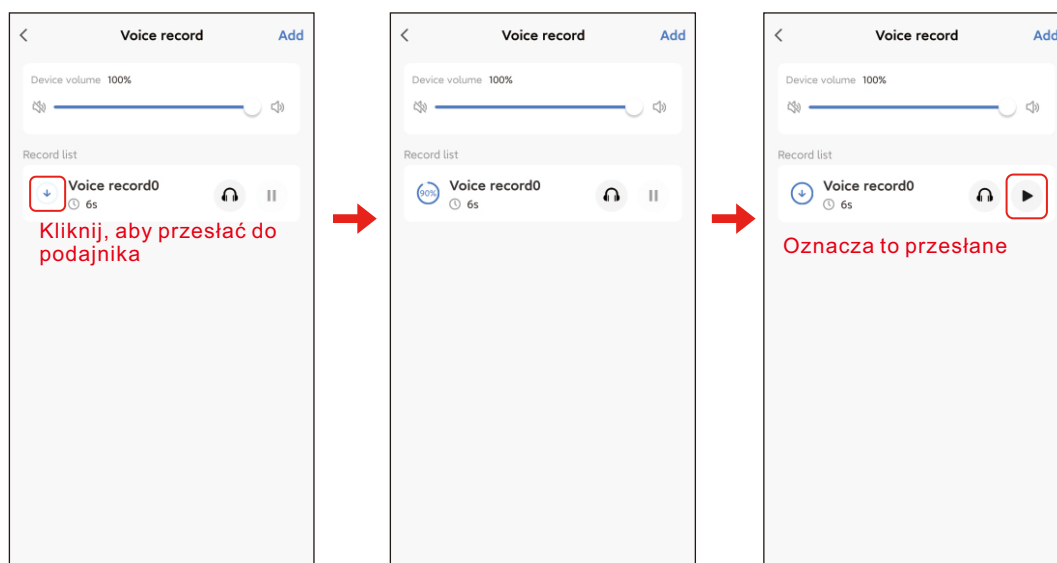 Voice record Add
Device volume 100%
Record list
Voice record0
6s
Kliknij, aby przesłać do
podajnika
Voice record Add
Device volume 100%
Record list
90% Voice record0
6s
Voice record Add
Device volume 100%
Record list
Voice record0
6s
Oznacza to przesłane